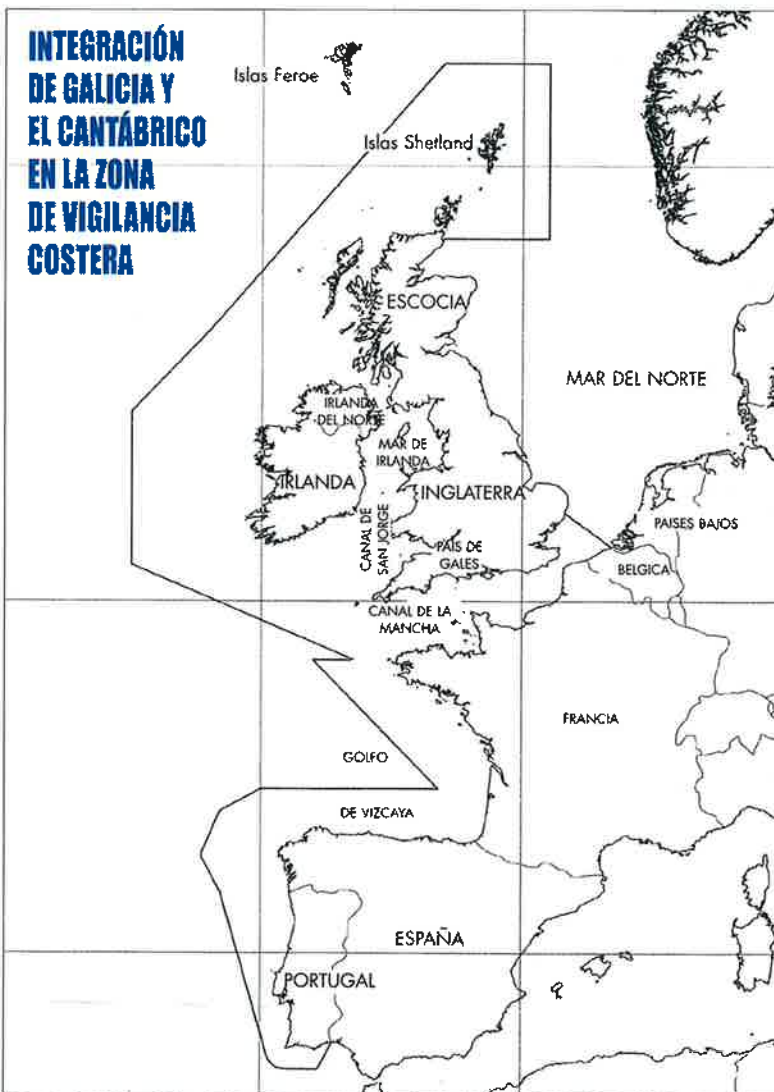 INTEGRACIÓN
DE GALICIA Y
EL CANTÁBRICO
EN LA ZONA
DE VIGILANCIA
COSTERA
Islas Feroe
Islas Shetland
ESCOCIA
MAR DEL NORTE
IRLANDA
DEL NORTE
MAR DE
IRLANDA
IRLANDA
INGLATERRA
CANAL DE
SAN JORGE
PAIS DE
GALES
PAISES BAJOS
BELGICA
CANAL DE LA
MANCHA
FRANCIA
GOLFO
DE VIZCAYA
ESPAÑA
PORTUGAL